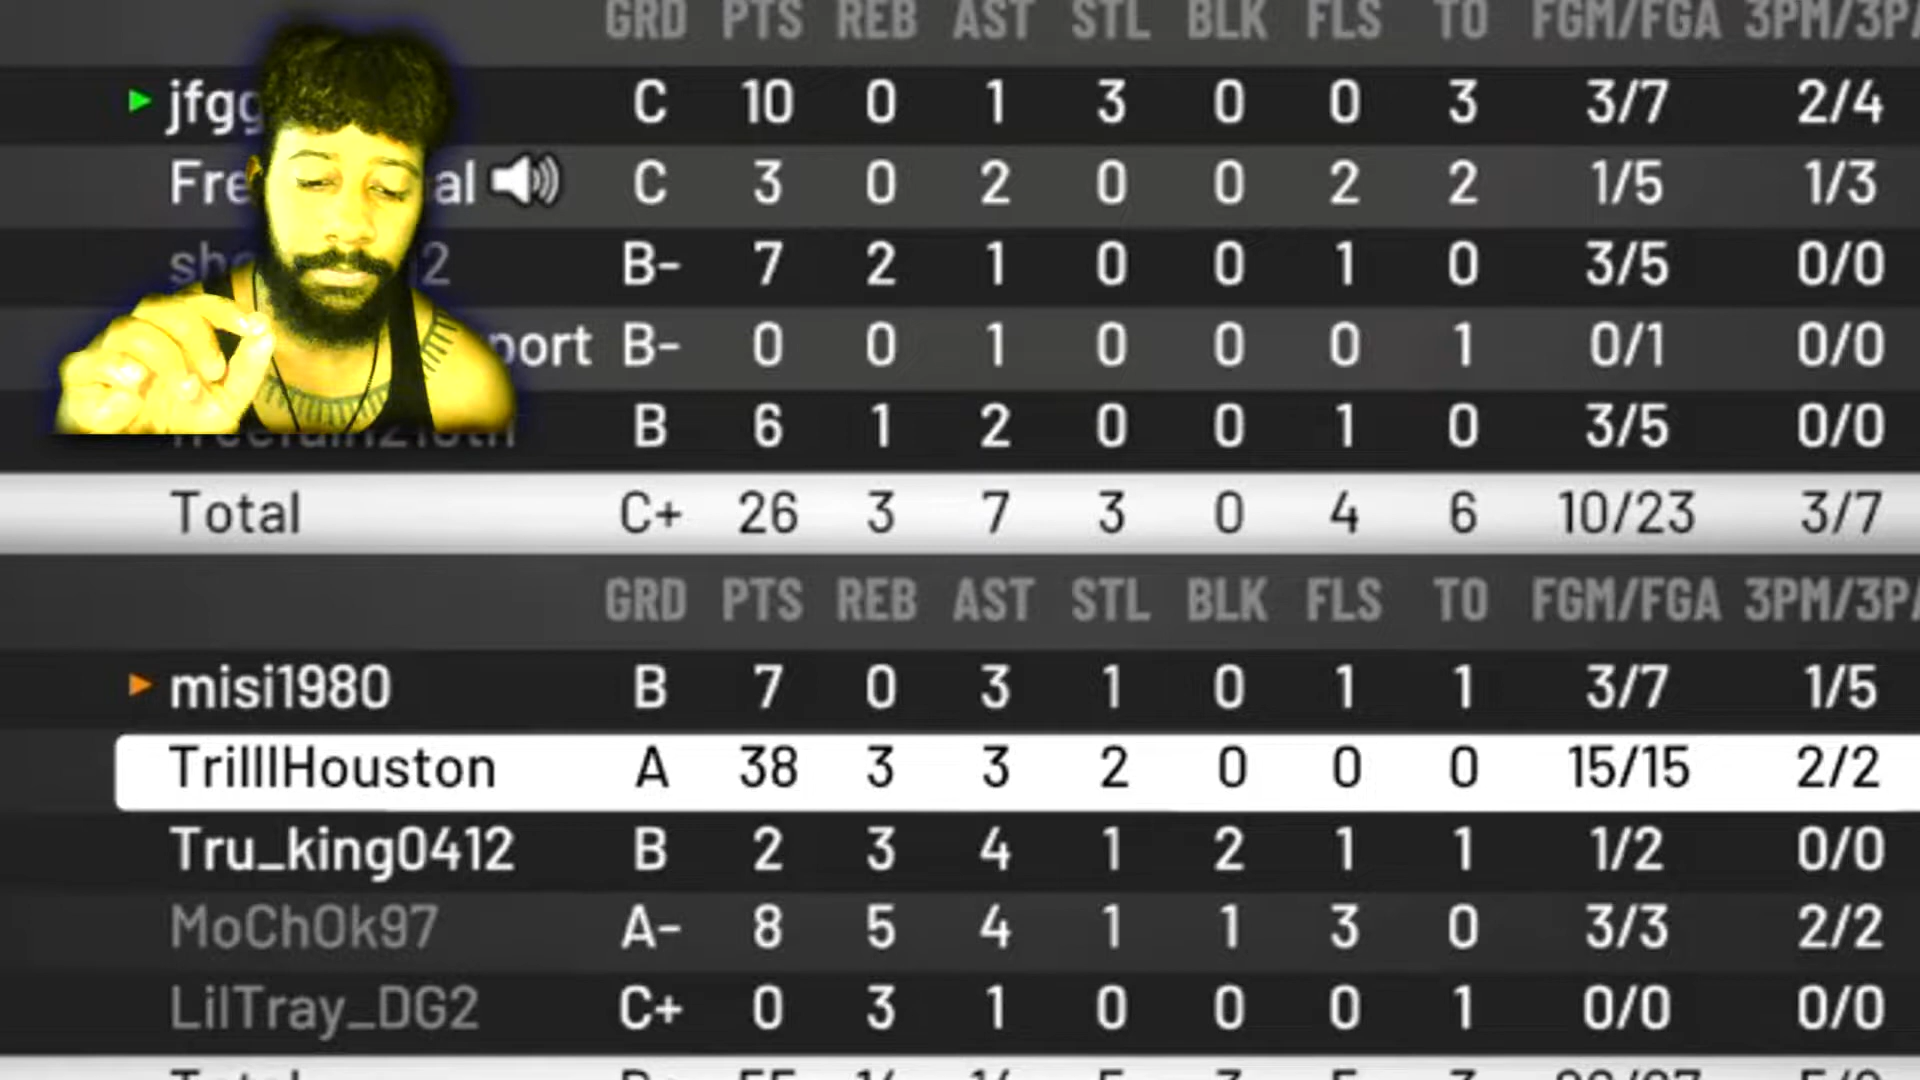 GRD PTS REB AST STL BLK FLS TO FGM/FGA 3PM/3PA
C 10 0 1 3 0 0 3 3/7 2/4
C 3 0 2 0 0 2 2 1/5 1/3
B- 7 2 1 0 0 1 0 3/5 0/0
B- 0 0 1 0 0 0 1 0/1 0/0
B 6 1 2 0 0 1 0 3/5 0/0
Total C+ 26 3 7 3 0 4 6 10/23 3/7
GRD PTS REB AST STL BLK FLS TO FGM/FGA 3PM/3PA
misi1980 B 7 0 3 1 0 1 1 3/7 1/5
TrilllHouston A 38 3 3 2 0 0 0 15/15 2/2
Tru_king0412 B 2 3 4 1 2 1 1 1/2 0/0
MoChOk97 A- 8 5 4 1 1 3 0 3/3 2/2
LilTray_DG2 C+ 0 3 1 0 0 0 1 0/0 0/0
Total